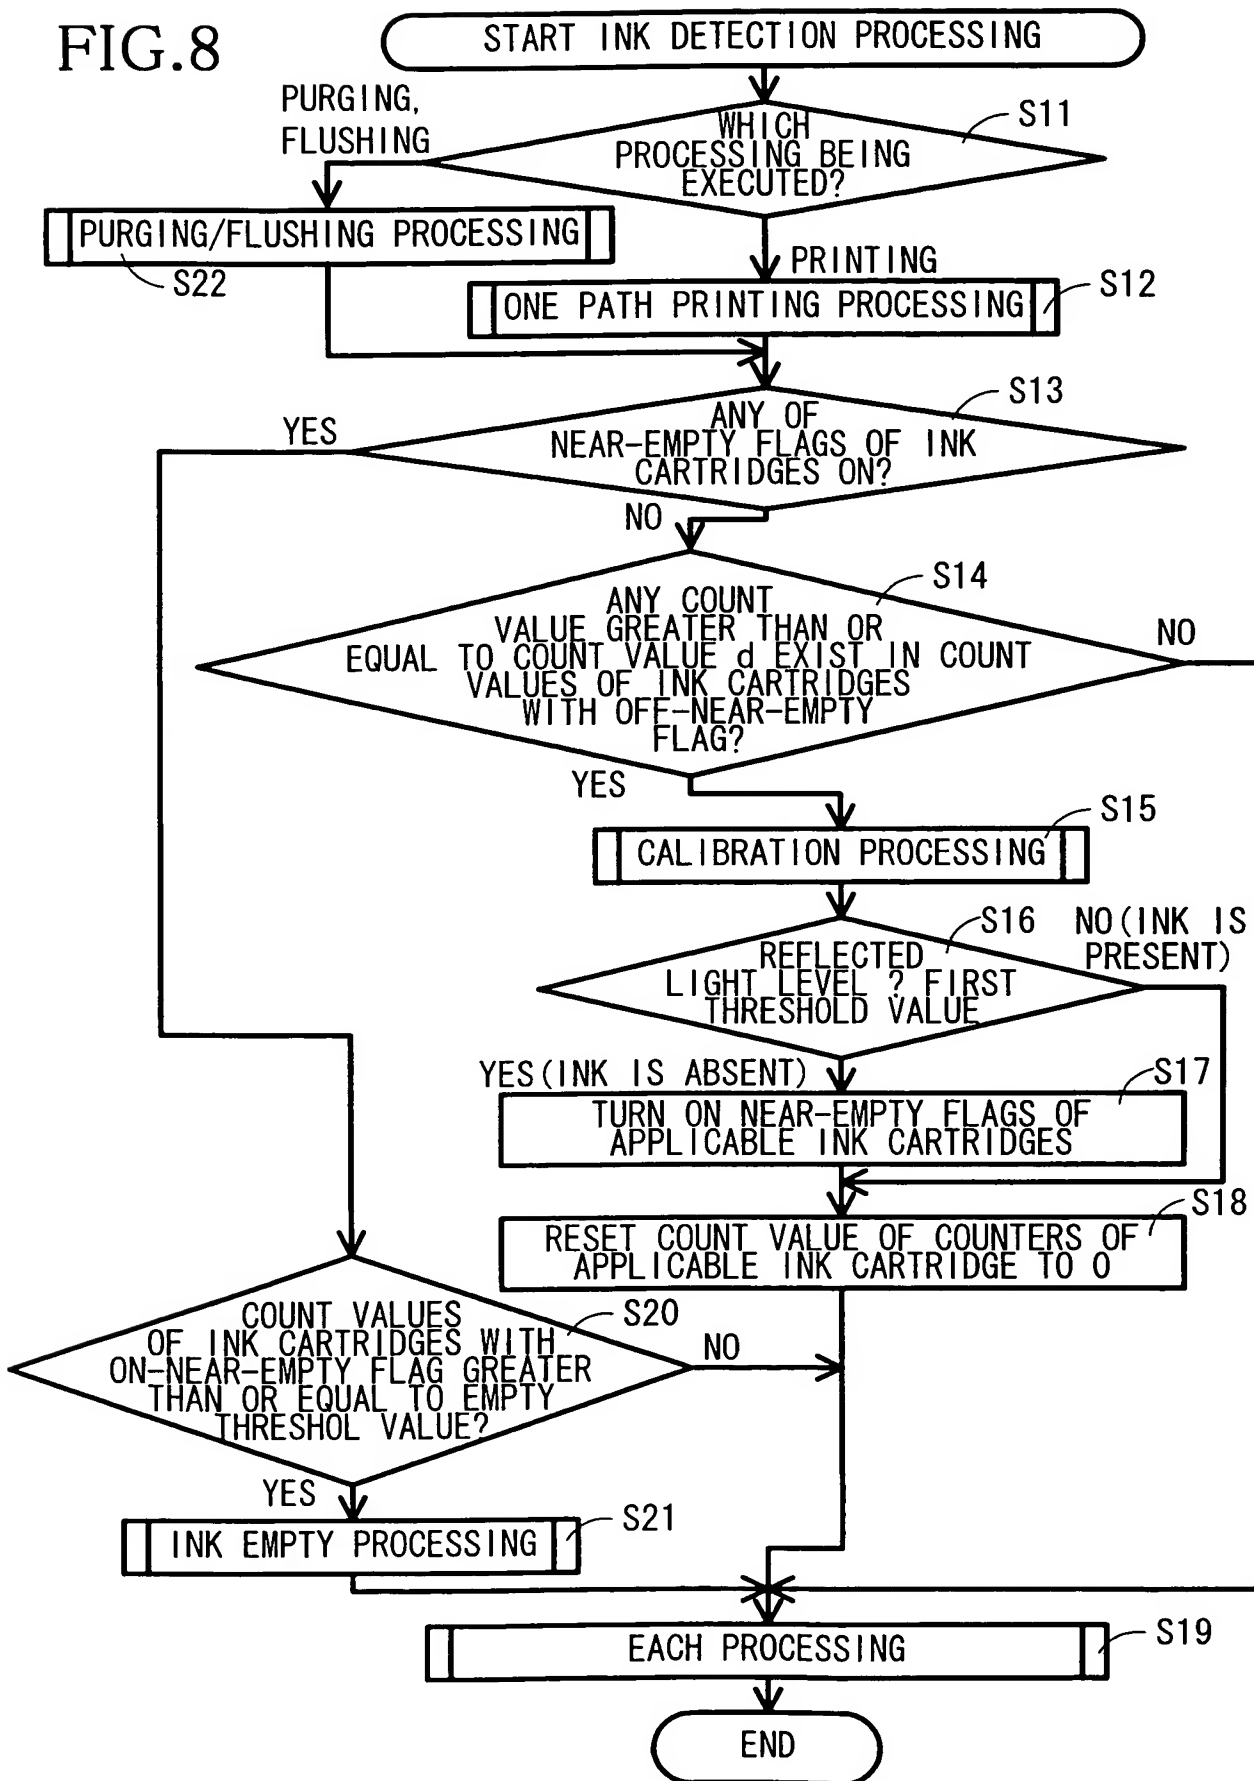 FIG.8
START INK DETECTION PROCESSING
PURGING,
FLUSHING
WHICH
PROCESSING BEING
EXECUTED?
S11
PURGING/FLUSHING PROCESSING
S22
PRINTING
ONE PATH PRINTING PROCESSING
S12
S13
YES
ANY OF
NEAR-EMPTY FLAGS OF INK
CARTRIDGES ON?
NO
S14
ANY COUNT
VALUE GREATER THAN OR
EQUAL TO COUNT VALUE d EXIST IN COUNT
VALUES OF INK CARTRIDGES
WITH OFF-NEAR-EMPTY
FLAG?
NO
YES
S15
CALIBRATION PROCESSING
S16
NO(INK IS
PRESENT)
REFLECTED
LIGHT LEVEL ? FIRST
THRESHOLD VALUE
YES(INK IS ABSENT)
S17
TURN ON NEAR-EMPTY FLAGS OF
APPLICABLE INK CARTRIDGES
S18
RESET COUNT VALUE OF COUNTERS OF
APPLICABLE INK CARTRIDGE TO 0
COUNT VALUES
OF INK CARTRIDGES WITH
ON-NEAR-EMPTY FLAG GREATER
THAN OR EQUAL TO EMPTY
THRESHOL VALUE?
S20
NO
YES
INK EMPTY PROCESSING
S21
EACH PROCESSING
S19
END